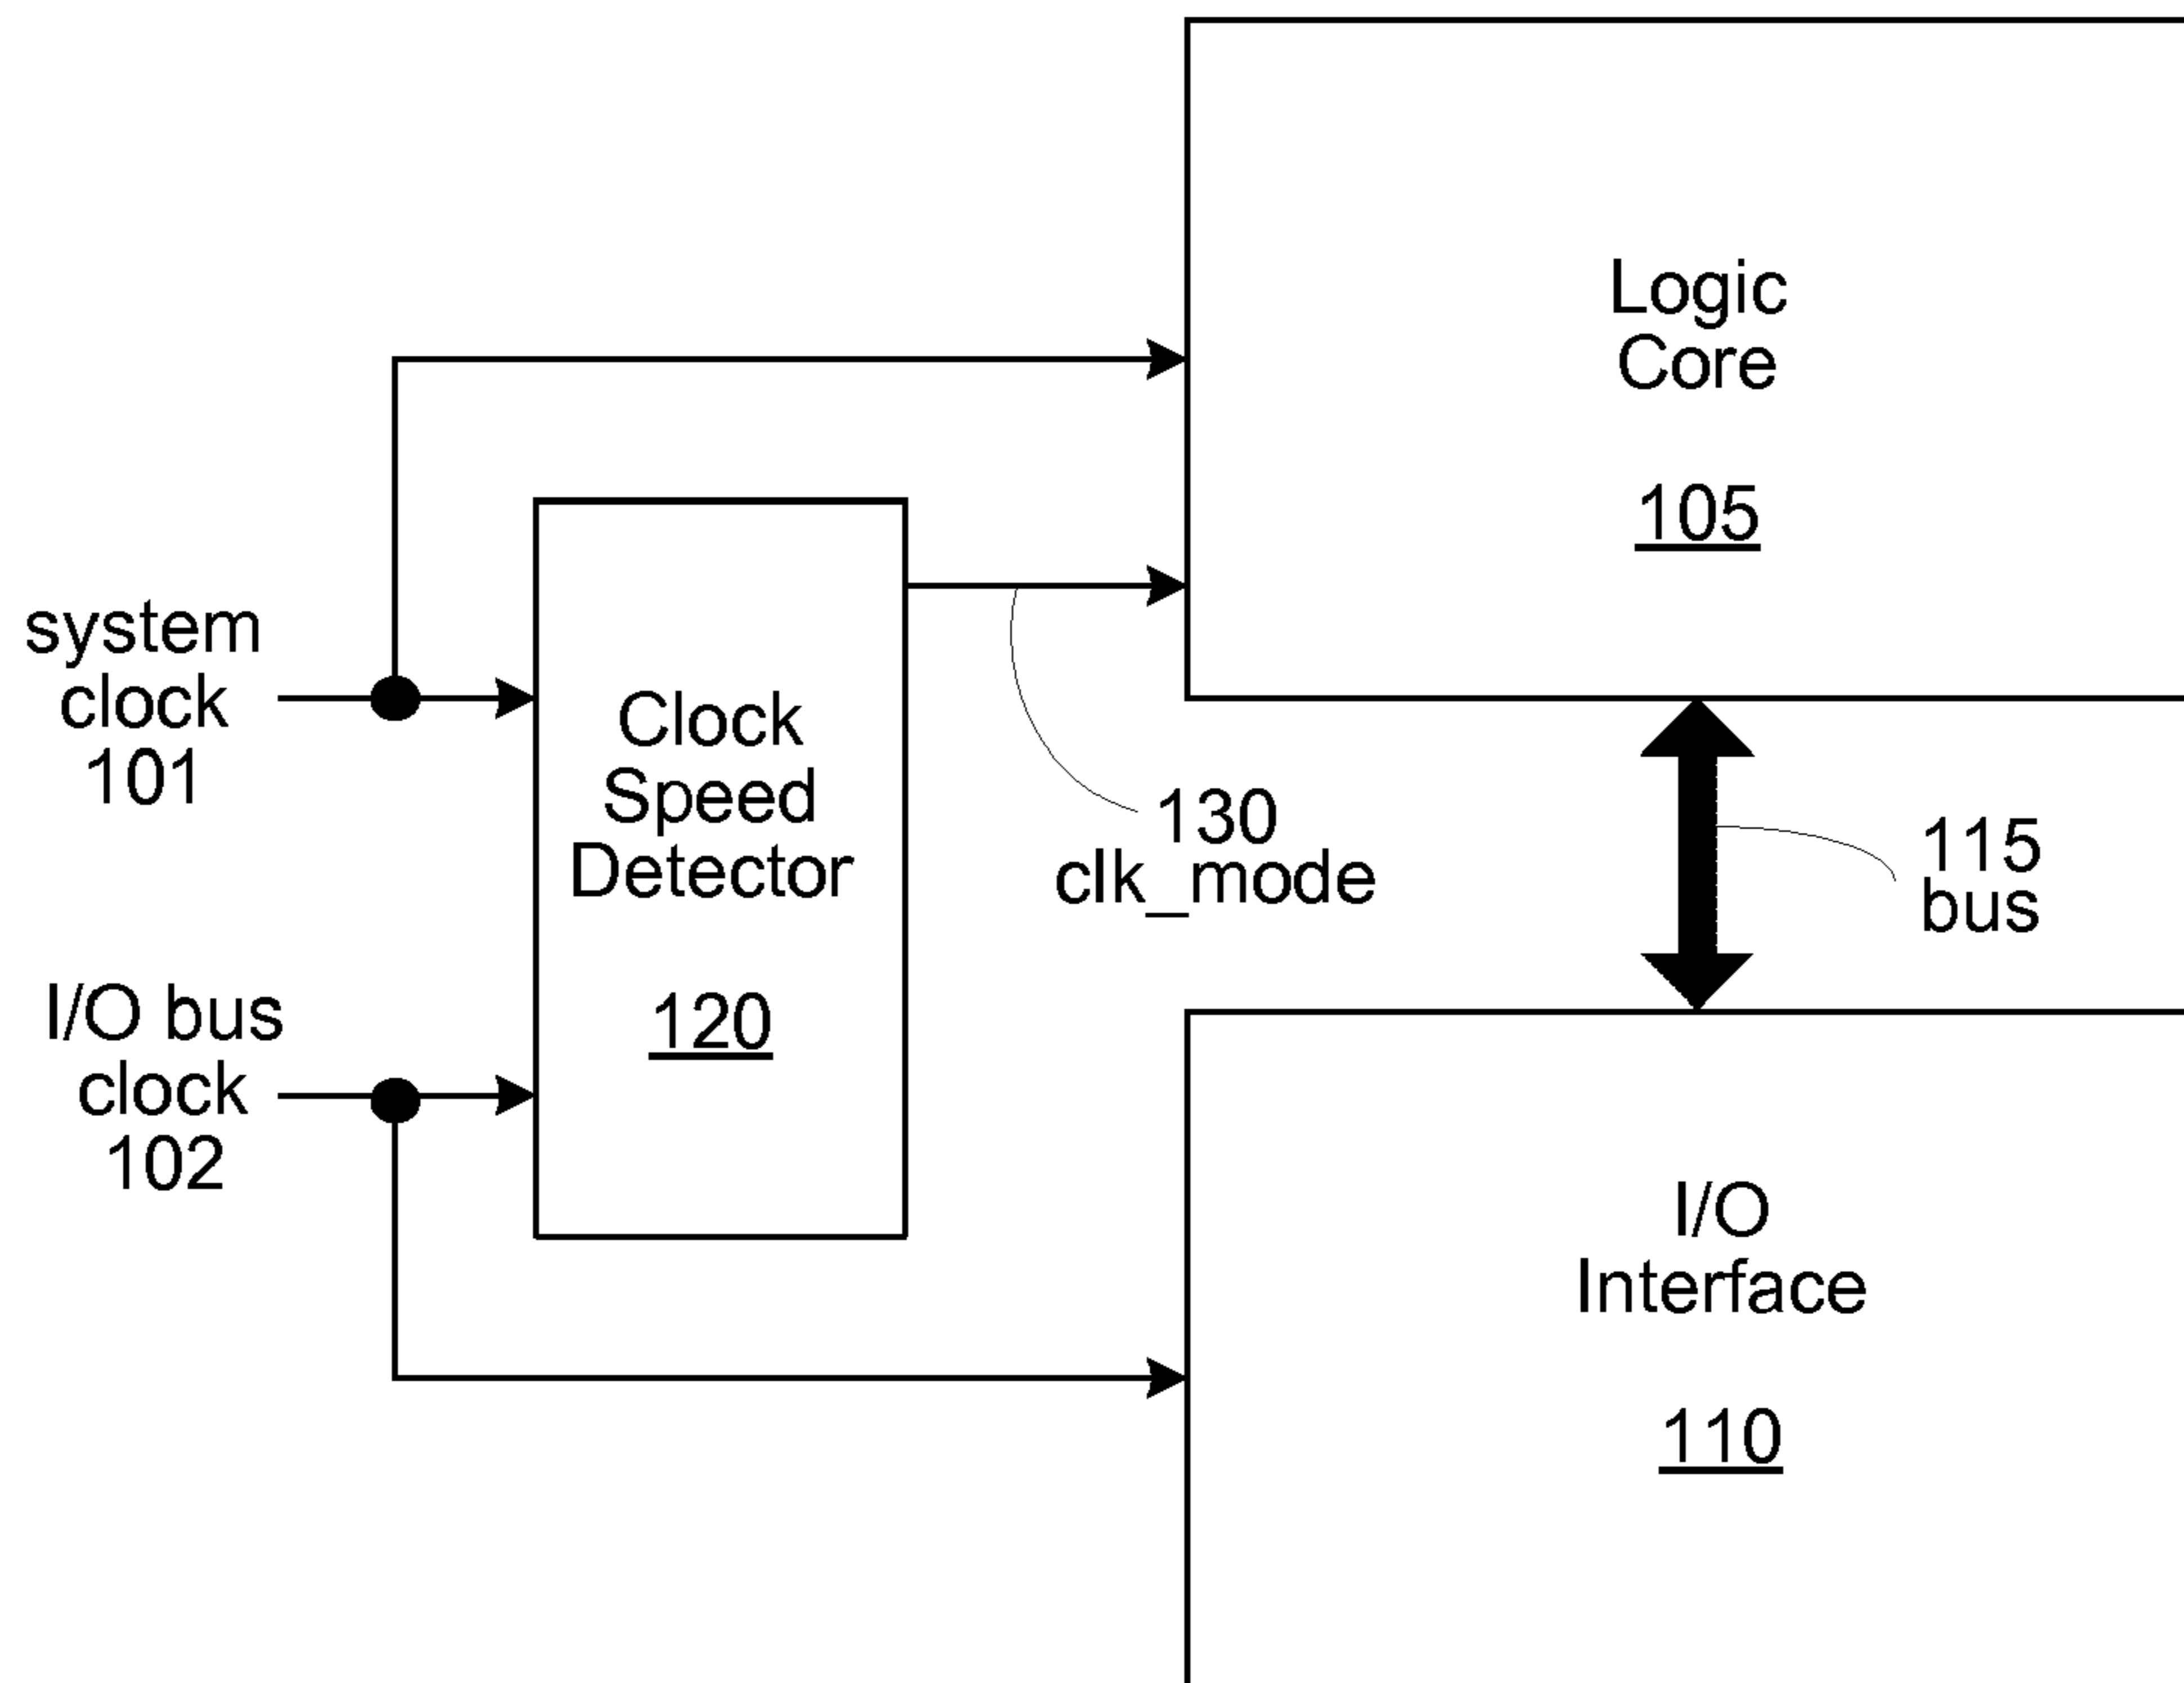 Logic
Core
105
system
clock
101
Clock
Speed
Detector
120
130
clk_mode
115
bus
I/O bus
clock
102
I/O
Interface
110